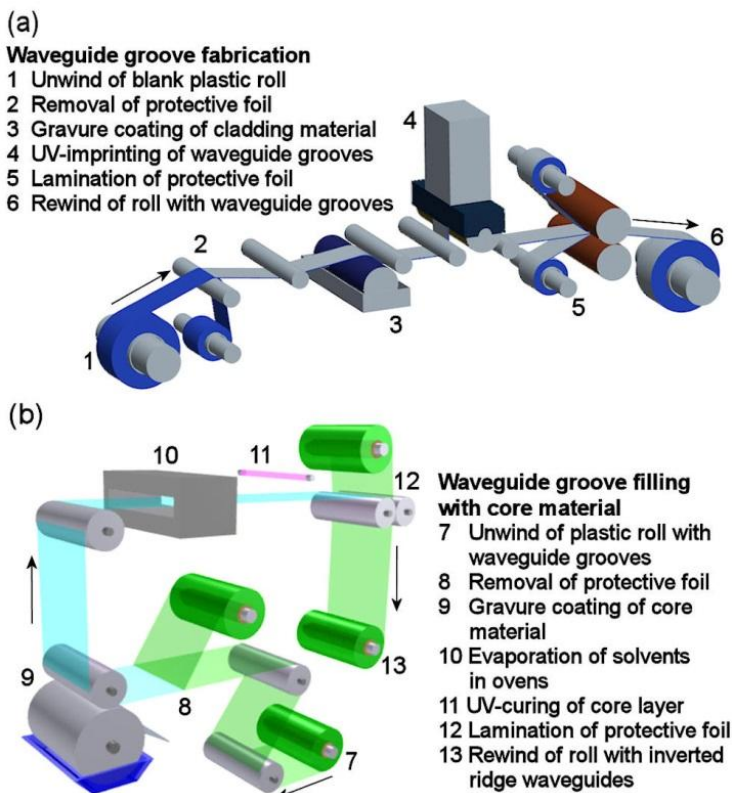 (a)
Waveguide groove fabrication
1 Unwind of blank plastic roll
2 Removal of protective foil
3 Gravure coating of cladding material
4 UV-imprinting of waveguide grooves
5 Lamination of protective foil
6 Rewind of roll with waveguide grooves
4
2
6
3
5
1
(b)
10
11
12
Waveguide groove filling
with core material
7 Unwind of plastic roll with
waveguide grooves
8 Removal of protective foil
9 Gravure coating of core
material
10 Evaporation of solvents
in ovens
11 UV-curing of core layer
12 Lamination of protective foil
13 Rewind of roll with inverted
ridge waveguides
9
13
8
7